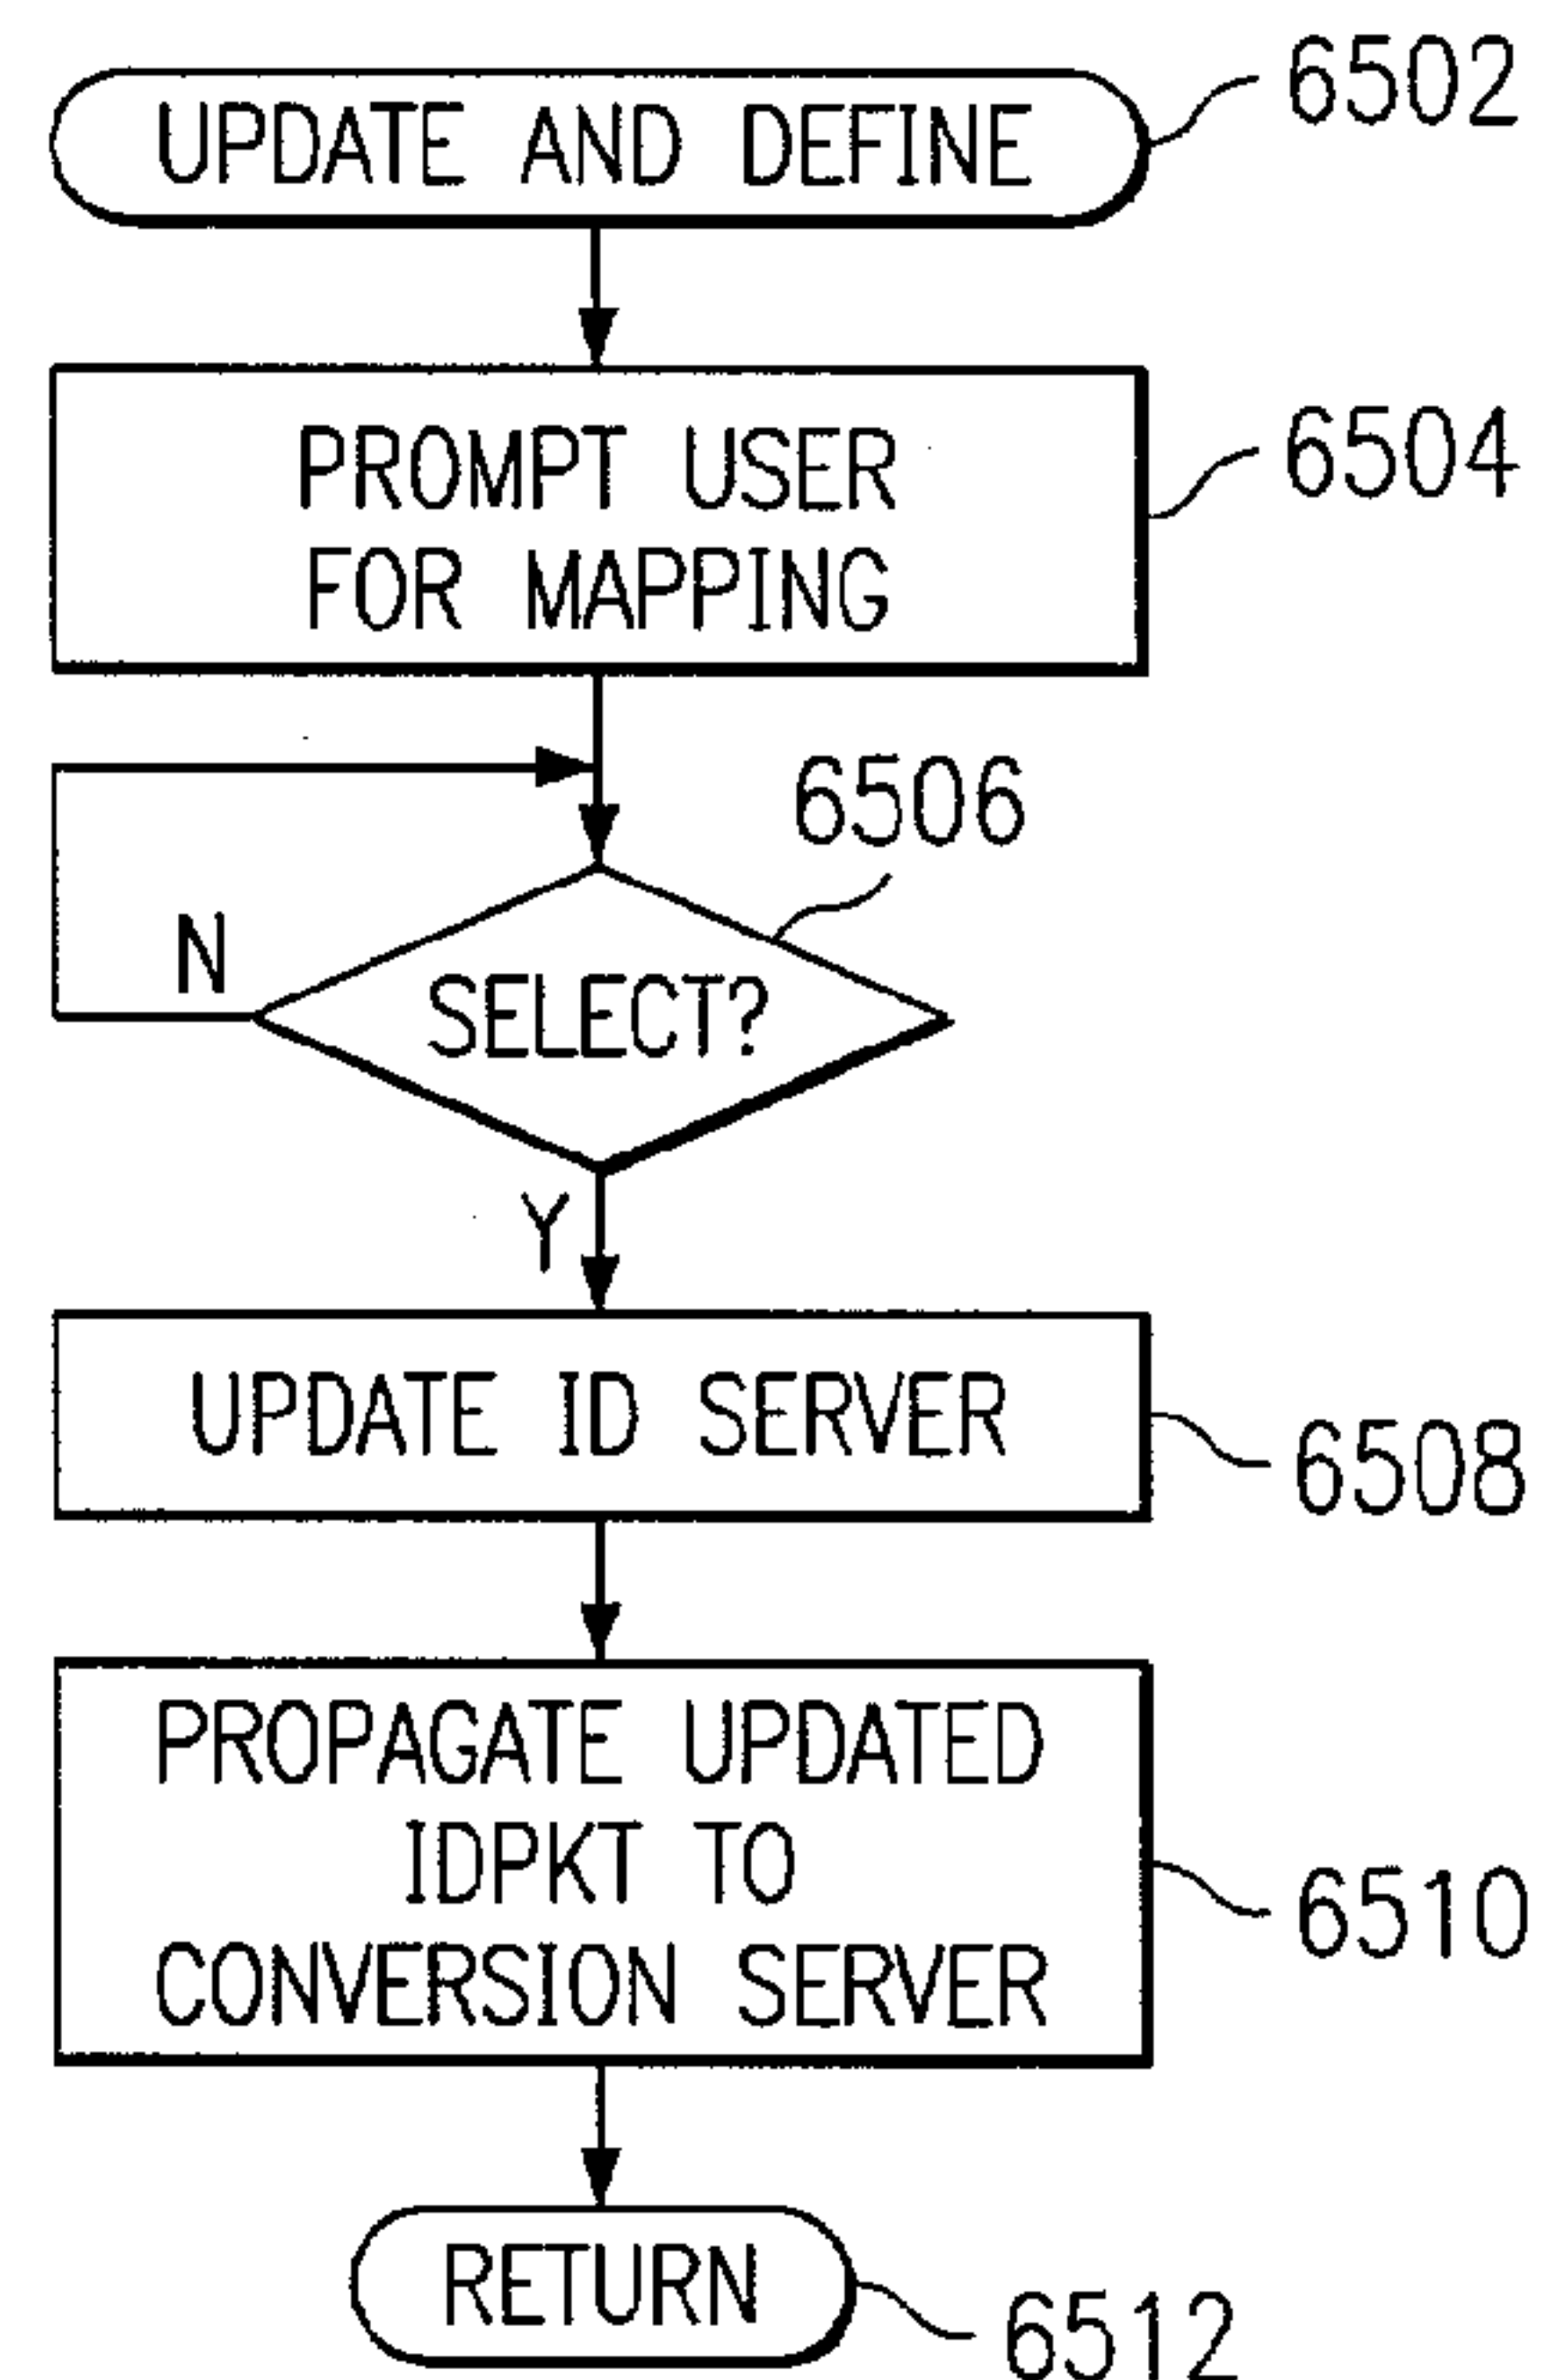 UPDATE AND DEFINE
6502
PROMPT USER
FOR MAPPING
6504
6506
SELECT?
N
Y
UPDATE ID SERVER
6508
PROPAGATE UPDATED
IDPKT TO
CONVERSION SERVER
6510
RETURN
6512